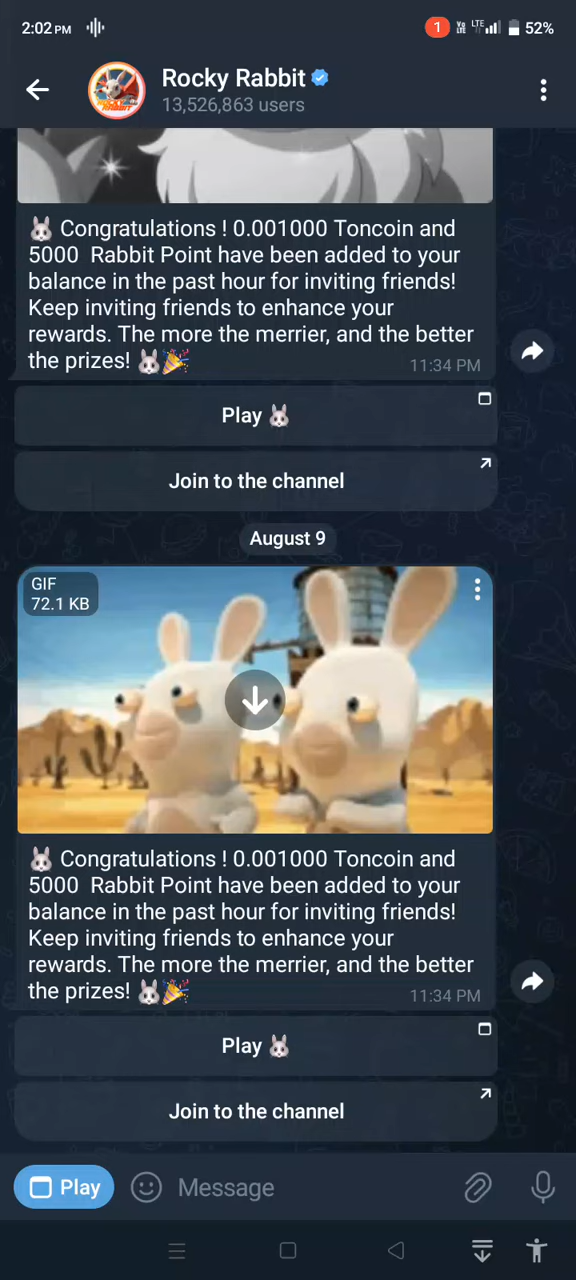 2:02 PM
1
Vo LTE
LTE
52%
Rocky Rabbit
13,526,863 users
🐰 Congratulations ! 0.001000 Toncoin and
5000  Rabbit Point have been added to your
balance in the past hour for inviting friends!
Keep inviting friends to enhance your
rewards. The more the merrier, and the better
the prizes! 🐰🎉
11:34 PM
Play 🐰
Join to the channel
August 9
GIF
72.1 KB
🐰 Congratulations ! 0.001000 Toncoin and
5000  Rabbit Point have been added to your
balance in the past hour for inviting friends!
Keep inviting friends to enhance your
rewards. The more the merrier, and the better
the prizes! 🐰🎉
11:34 PM
Play 🐰
Join to the channel
Play
Message